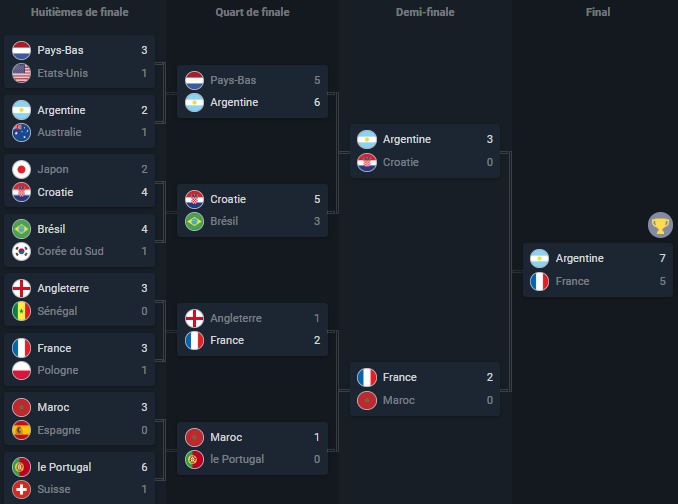 Huitièmes de finale
Quart de finale
Demi-finale
Final
Pays-Bas 3
Etats-Unis 1
Argentine 2
Australie 1
Japon 2
Croatie 4
Brésil 4
Corée du Sud 1
Angleterre 3
Sénégal 0
France 3
Pologne 1
Maroc 3
Espagne 0
le Portugal 6
Suisse 1
Pays-Bas 5
Argentine 6
Croatie 5
Brésil 3
Angleterre 1
France 2
Maroc 1
le Portugal 0
Argentine 3
Croatie 0
France 2
Maroc 0
Argentine 7
France 5